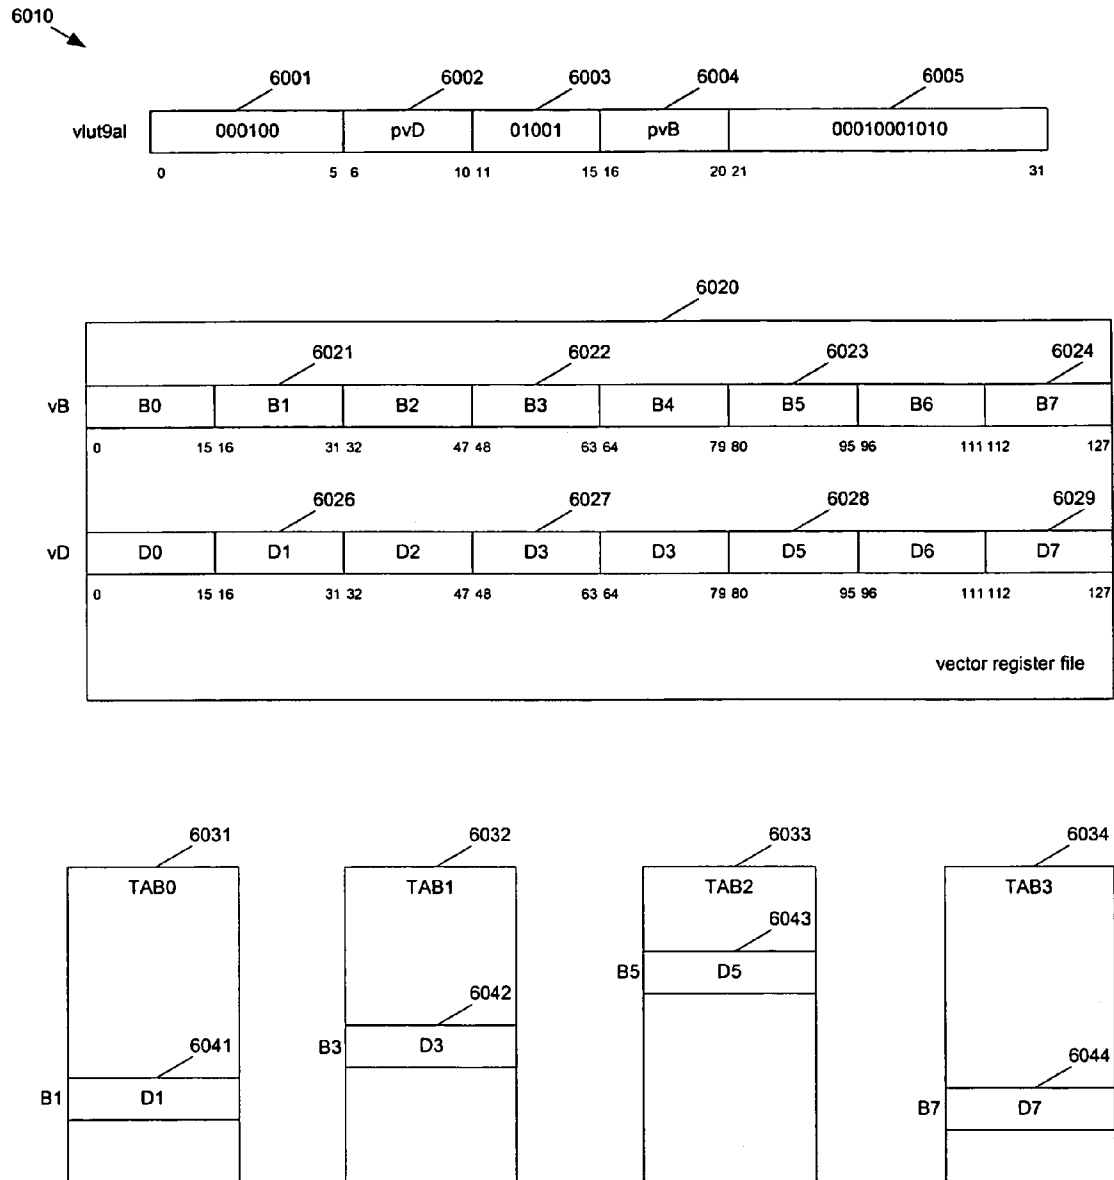 6010
6001 6002 6003 6004 6005
vlut9al 000100 pvD 01001 pvB 00010001010
0 5 6 10 11 15 16 20 21 31
6020
6021 6022 6023 6024
vB B0 B1 B2 B3 B4 B5 B6 B7
0 15 16 31 32 47 48 63 64 79 80 95 96 111 112 127
6026 6027 6028 6029
vD D0 D1 D2 D3 D3 D5 D6 D7
0 15 16 31 32 47 48 63 64 79 80 95 96 111 112 127
vector register file
6031 6032 6033 6034
TAB0 TAB1 TAB2 TAB3
6043
B5 D5
6042
B3 D3
6041 6044
B1 D1 B7 D7